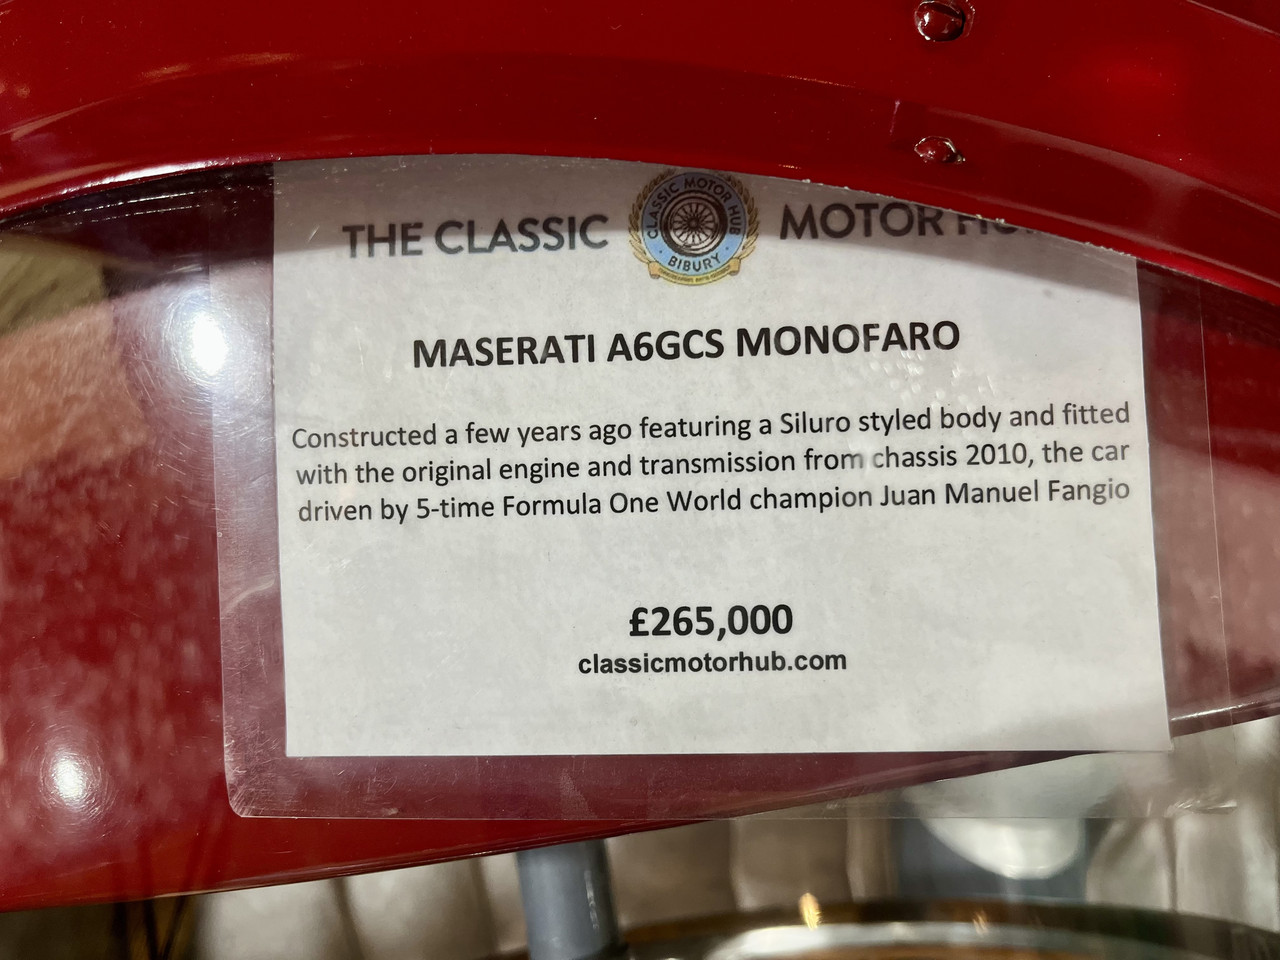 THE CLASSIC MOTOR
CLASSIC MOTOR HUB
BIBURY
MASERATI A6GCS MONOFARO
Constructed a few years ago featuring a Siluro styled body and fitted
with the original engine and transmission from chassis 2010, the car
driven by 5-time Formula One World champion Juan Manuel Fangio
£265,000
classicmotorhub.com